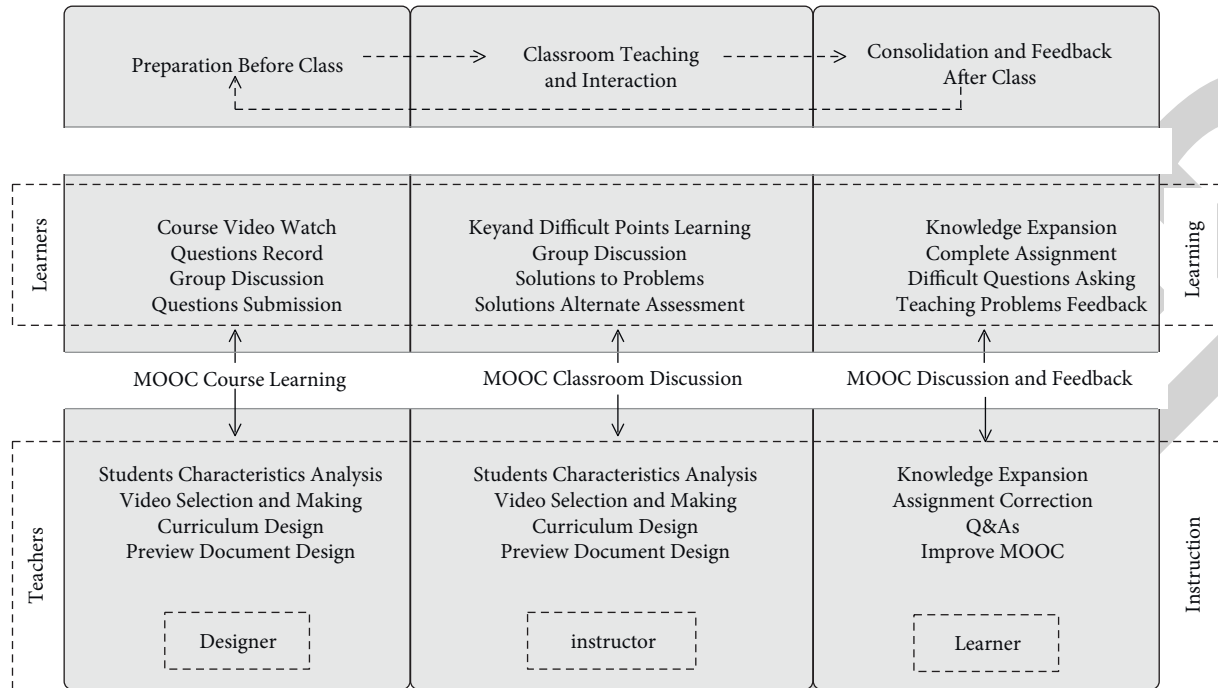 Preparation Before Class
Classroom Teaching
and Interaction
Consolidation and Feedback
After Class
Learners
Course Video Watch
Questions Record
Group Discussion
Questions Submission
Keyand Difficult Points Learning
Group Discussion
Solutions to Problems
Solutions Alternate Assessment
Knowledge Expansion
Complete Assignment
Difficult Questions Asking
Teaching Problems Feedback
Learning
MOOC Course Learning
MOOC Classroom Discussion
MOOC Discussion and Feedback
Teachers
Students Characteristics Analysis
Video Selection and Making
Curriculum Design
Preview Document Design
Designer
Students Characteristics Analysis
Video Selection and Making
Curriculum Design
Preview Document Design
instructor
Knowledge Expansion
Assignment Correction
Q&As
Improve MOOC
Learner
Instruction